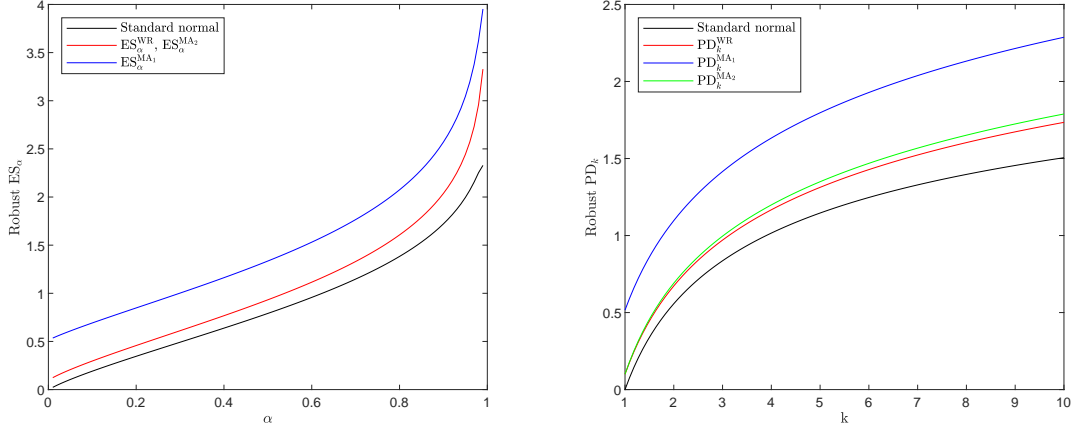 Standard normal
ES_α^WR, ES_α^MA₂
ES_α^MA₁
Robust ES_α
4
3.5
3
2.5
2
1.5
1
0.5
0
0 0.2 0.4 0.6 0.8 1
α
Standard normal
PD_k^WR
PD_k^MA₁
PD_k^MA₂
Robust PD_k
2.5
2
1.5
1
0.5
0
1 2 3 4 5 6 7 8 9 10
k